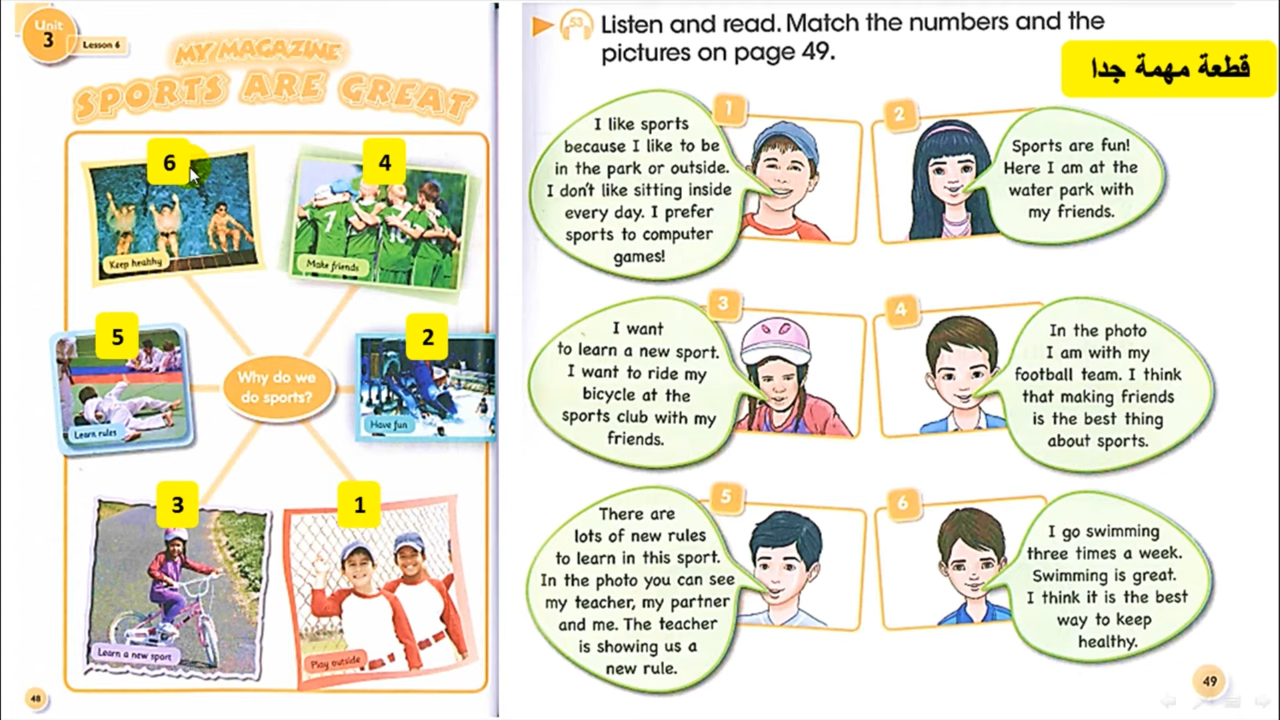 Unit
3
Lesson 6
MY MAGAZINE
SPORTS ARE GREAT
6
Keep healthy
4
Make friends
7
10
5
Learn rules
Why do we
do sports?
2
Have fun
3
Learn a new sport
1
Play outside
48
53
Listen and read. Match the numbers and the
pictures on page 49.
قطعة مهمة جدا
1
I like sports
because I like to be
in the park or outside.
I don't like sitting inside
every day. I prefer
sports to computer
games!
2
Sports are fun!
Here I am at the
water park with
my friends.
3
I want
to learn a new sport.
I want to ride my
bicycle at the
sports club with my
friends.
4
In the photo
I am with my
football team. I think
that making friends
is the best thing
about sports.
5
There are
lots of new rules
to learn in this sport.
In the photo you can see
my teacher, my partner
and me. The teacher
is showing us a
new rule.
6
I go swimming
three times a week.
Swimming is great.
I think it is the best
way to keep
healthy.
49